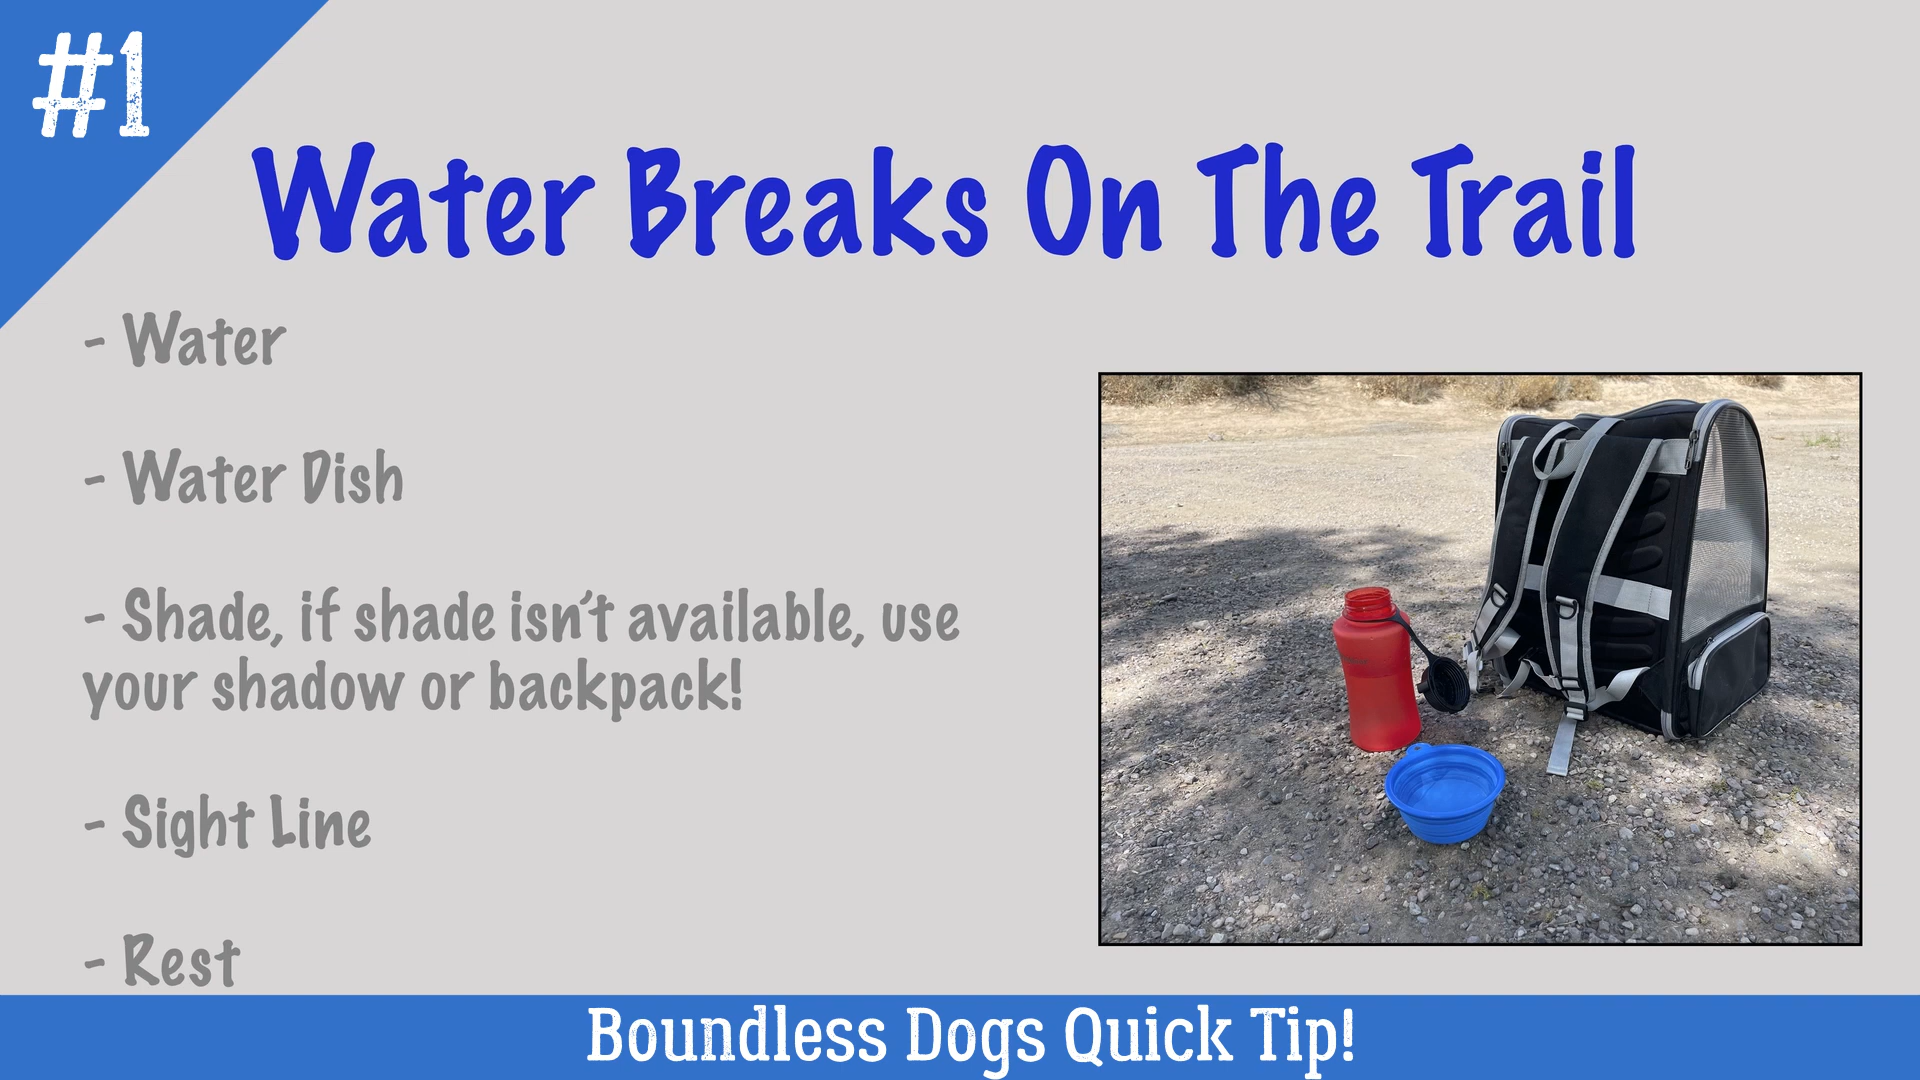 #1
Water Breaks On The Trail
- Water
- Water Dish
- Shade, if shade isn't available, use
your shadow or backpack!
- Sight Line
- Rest
Boundless Dogs Quick Tip!